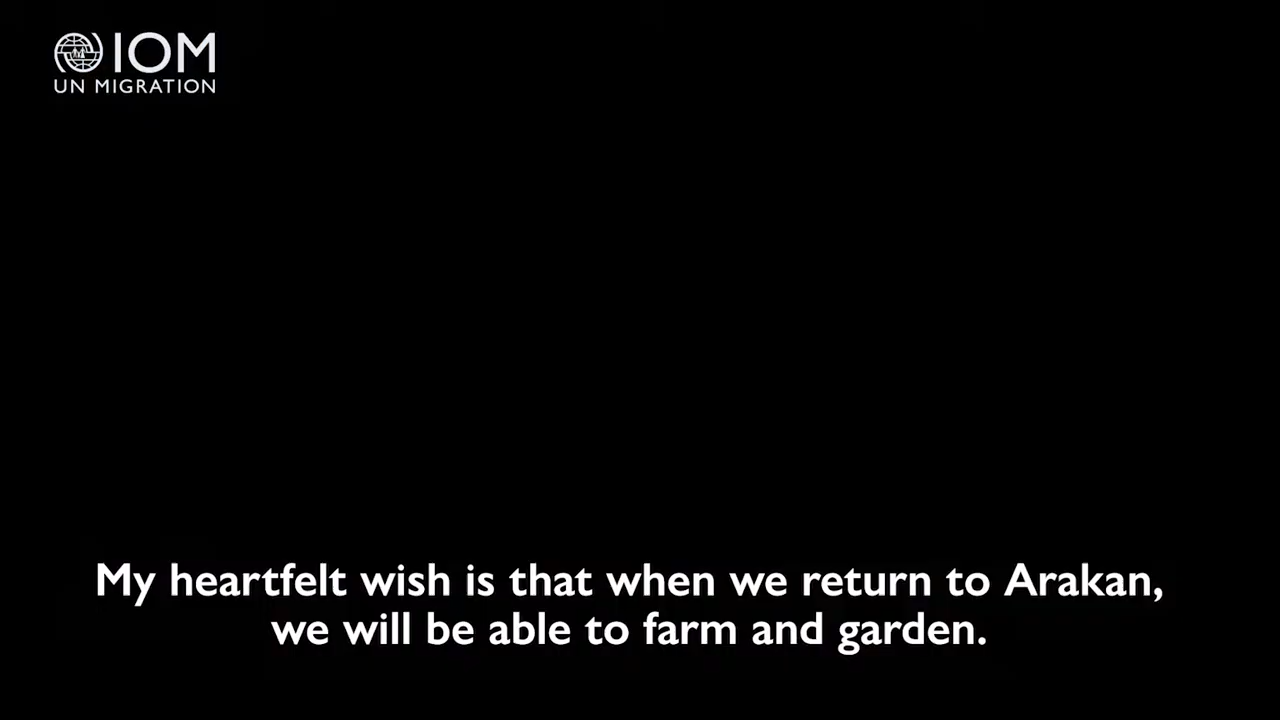 IOM
UN MIGRATION
My heartfelt wish is that when we return to Arakan,
we will be able to farm and garden.